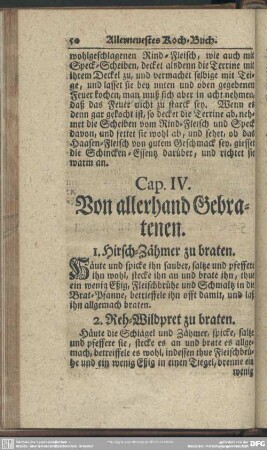 50 Allerneuestes Koch-Buch.
wohlgeschlagenen Rind-Fleisch, wie auch mit
Speck-Scheiben, decket alsdenn die Terrine mit
ihrem Deckel zu, und vermachet selbige mit Tei-
ge, und lasset sie von unten und oben gegebenem
Feuer kochen, man muß sich aber in acht nehmen,
daß das Feuer nicht zu starck sey. Wenn es
denn gar gekocht ist, so decket die Terrine ab, neh-
met die Scheiben vom Rind-Fleisch und Speck
davon, und fettet sie wohl ab, und sehet, ob das
Haasen-Fleisch von gutem Geschmack sey, giesset
die Schincken-Essentz darüber, und richtet sie
warm an.
Cap. IV.
Von allerhand Gebra-
tenen.
1. Hirsch-Zähmer zu braten.
Häute und spicke ihn sauber, saltze und pfeffere
ihn wohl, stecke ihn an und brate ihn, thue
ein wenig Eßig, Fleischbrühe und Schmaltz in die
Brat-Pfanne, betrieffele ihn offt damit, und laß
ihn allgemach braten.
2. Reh-Wildpret zu braten.
Häute die Schlägel und Zähmer, spicke, saltze
und pfeffere sie, stecke es an und brate es allge-
mach, betreiffele es wohl, indessen thue Fleischbrü-
he und ein wenig Eßig in einen Tiegel, brenne ein
wenig